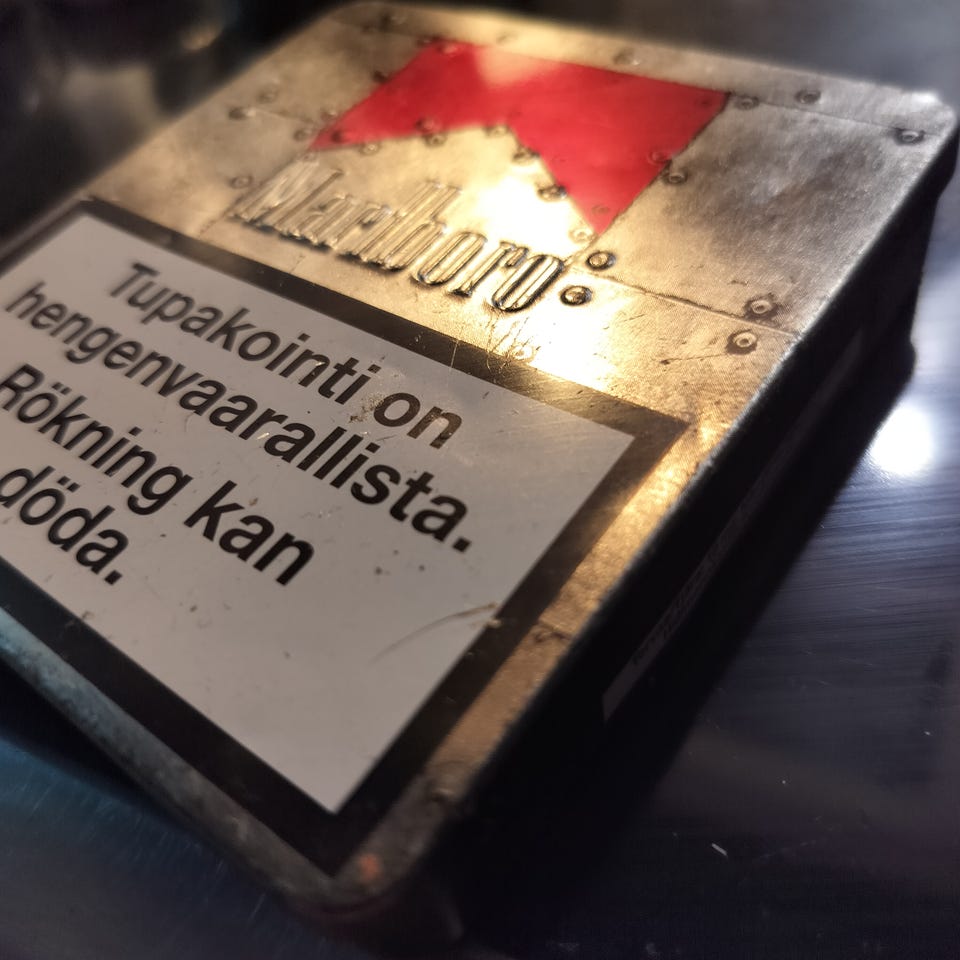 Marlboro
Tupakointi on
hengenvaarallista.
Rökning kan
döda.